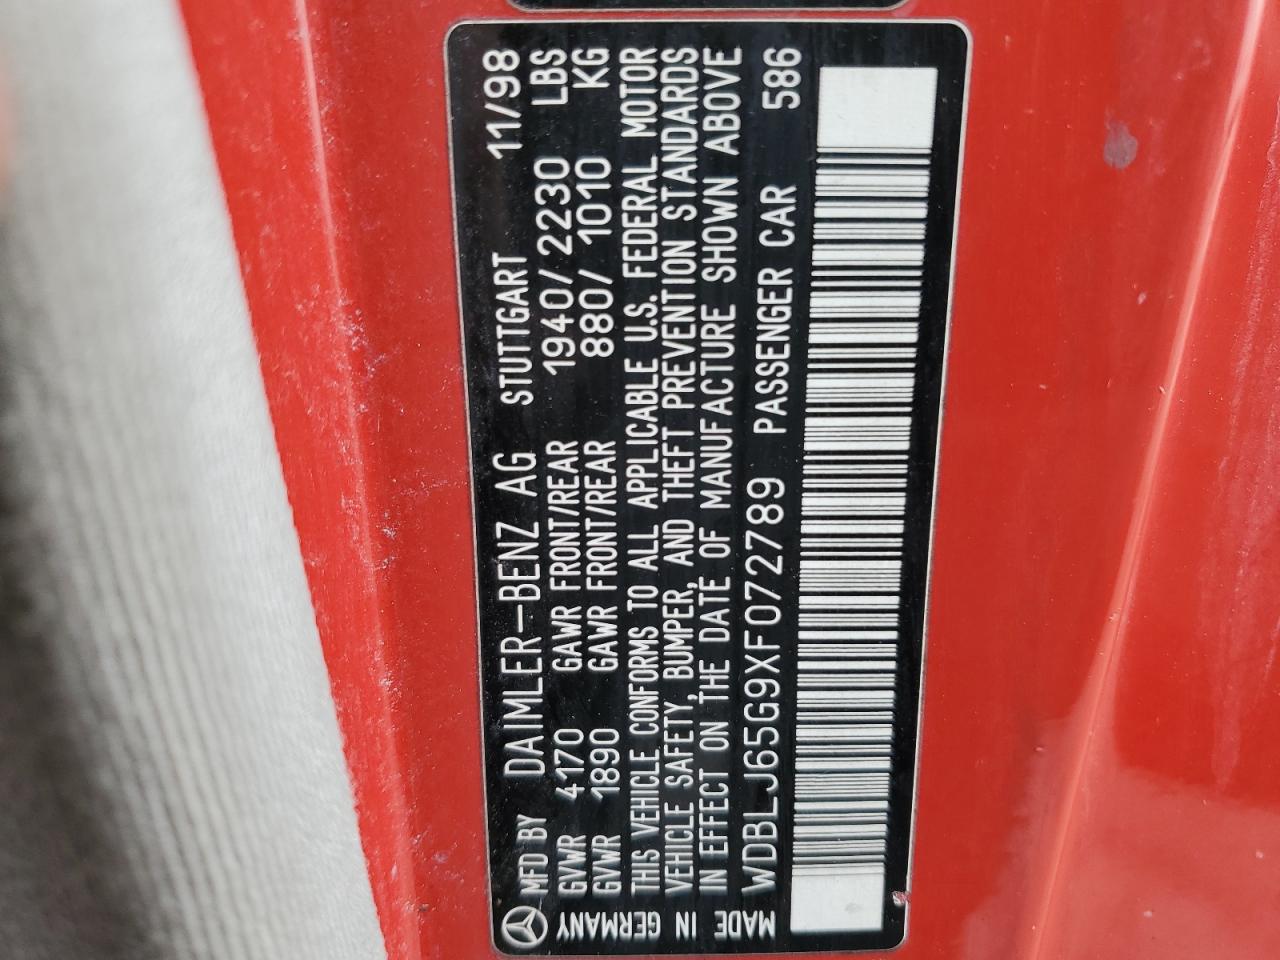 MFD BY DAIMLER-BENZ AG STUTTGART 11/98
GVWR 4170 GAWR FRONT/REAR 1940/2230 LBS
GVWR 1890 GAWR FRONT/REAR 880/1010 KG
THIS VEHICLE CONFORMS TO ALL APPLICABLE U.S. FEDERAL MOTOR
VEHICLE SAFETY, BUMPER, AND THEFT PREVENTION STANDARDS
IN EFFECT ON THE DATE OF MANUFACTURE SHOWN ABOVE
WDBLJ65G9XF072789 PASSENGER CAR 586
MADE IN GERMANY